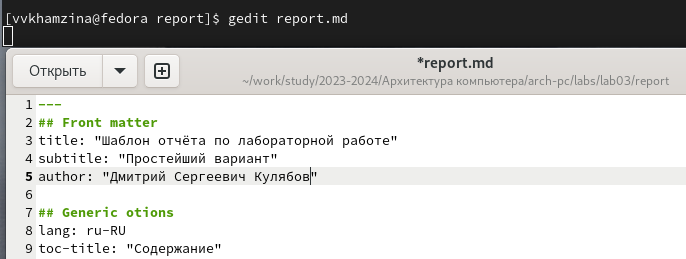 [vvkhamzina@fedora report]$ gedit report.md
Открыть
*report.md
~/work/study/2023-2024/Архитектура компьютера/arch-pc/labs/lab03/report
1 ---
2 ## Front matter
3 title: "Шаблон отчёта по лабораторной работе"
4 subtitle: "Простейший вариант"
5 author: "Дмитрий Сергеевич Кулябов"
6
7 ## Generic otions
8 lang: ru-RU
9 toc-title: "Содержание"